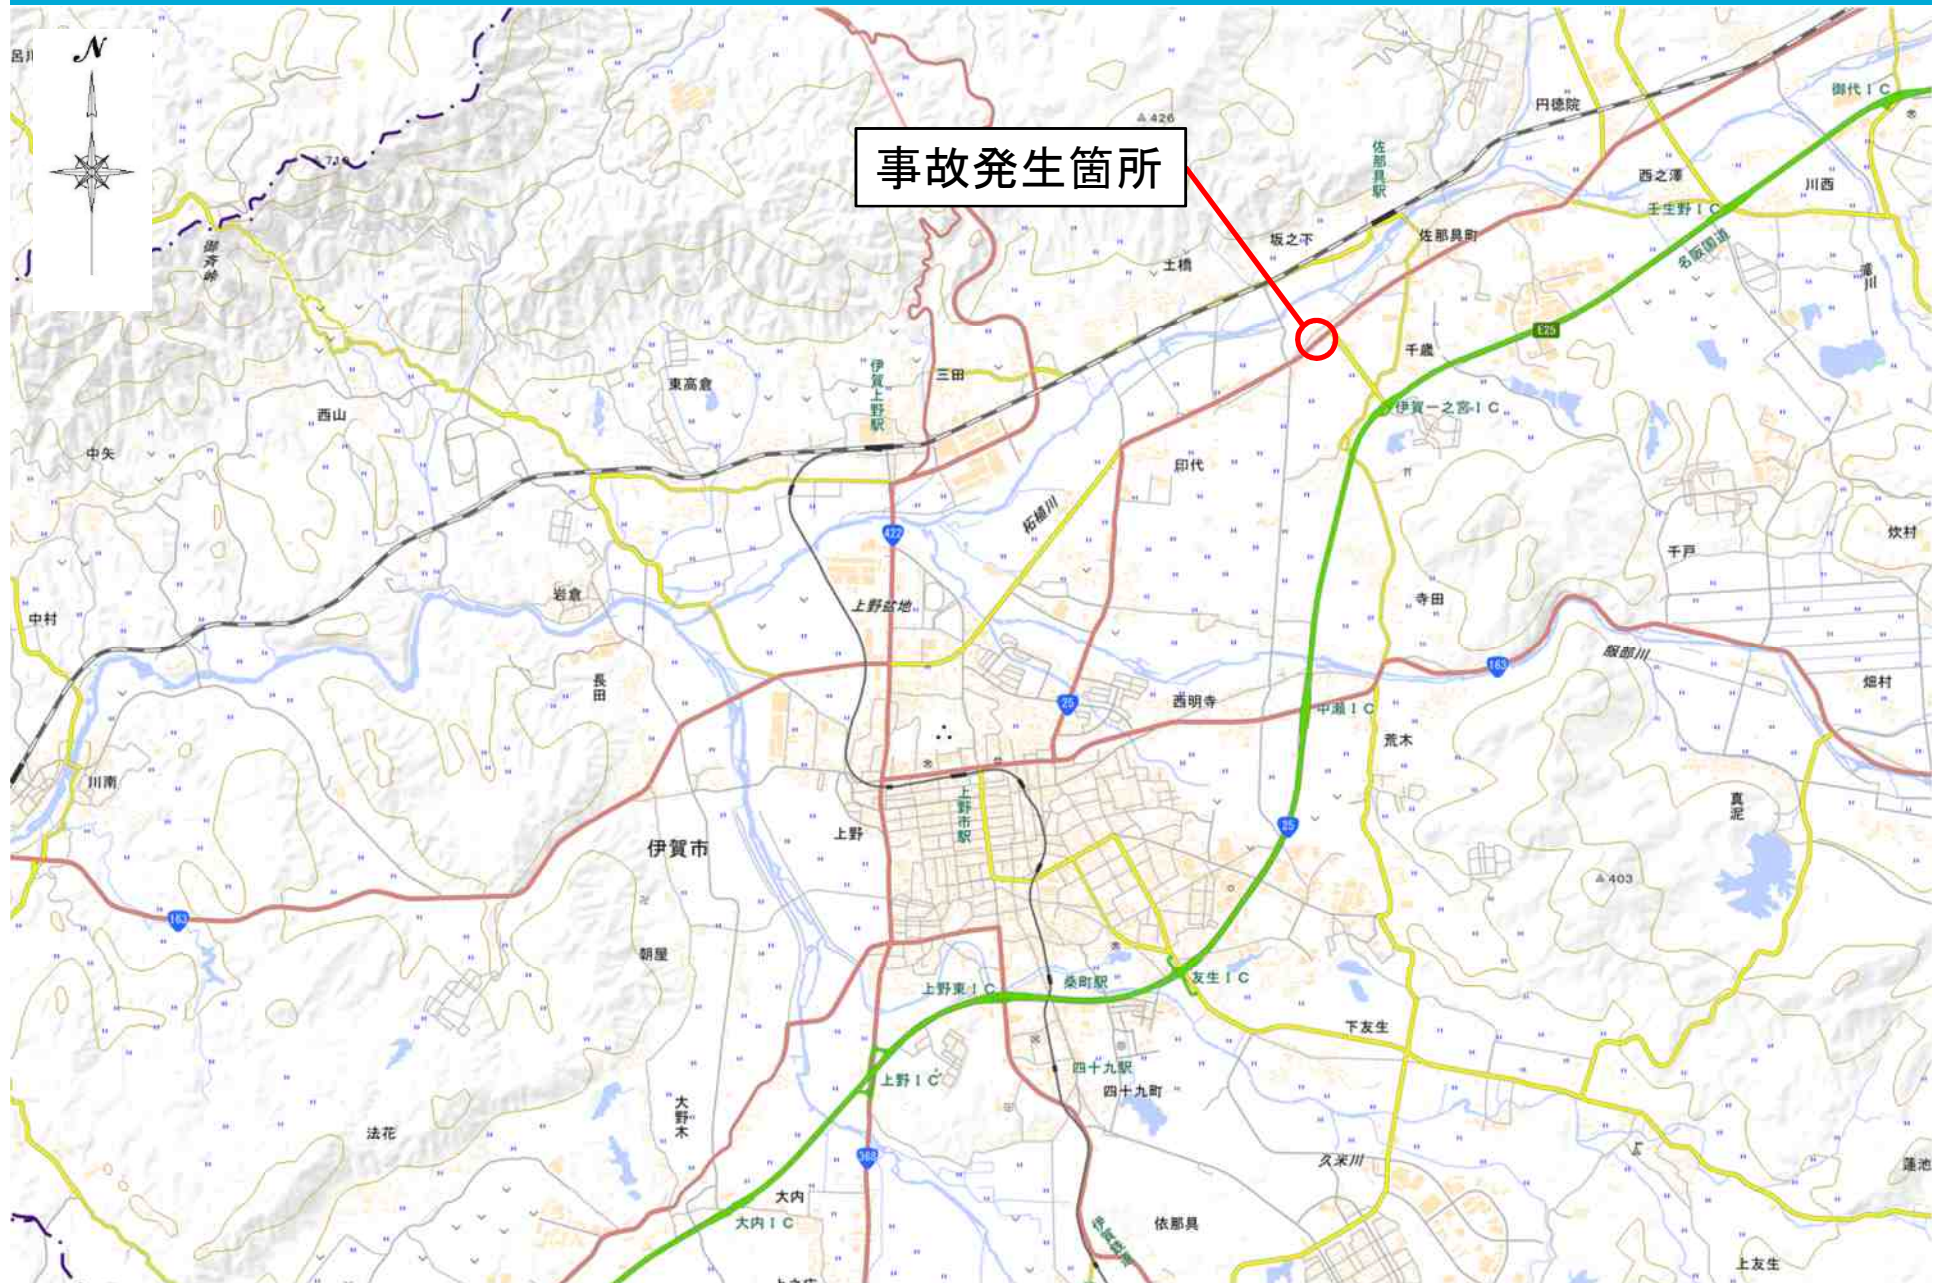 N
呂川
事故発生箇所
426
佐那具駅
円徳院
御代IC
西之澤
川西
壬生野IC
坂之下
佐那具町
土橋
名阪国道
滝川
E25
千歳
伊賀上野駅
三田
東高倉
伊賀一之宮IC
西山
中矢
印代
柘植川
422
炊村
千戸
岩倉
上野盆地
寺田
中村
服部川
163
長田
畑村
西明寺
25
中瀬IC
荒木
川南
上野市駅
真泥
上野
25
伊賀市
403
163
朝屋
友生IC
桑町駅
上野東IC
下友生
四十九駅
上野IC
四十九町
大野木
法花
368
久米川
蓮池
大内
大内IC
依那具
上友生